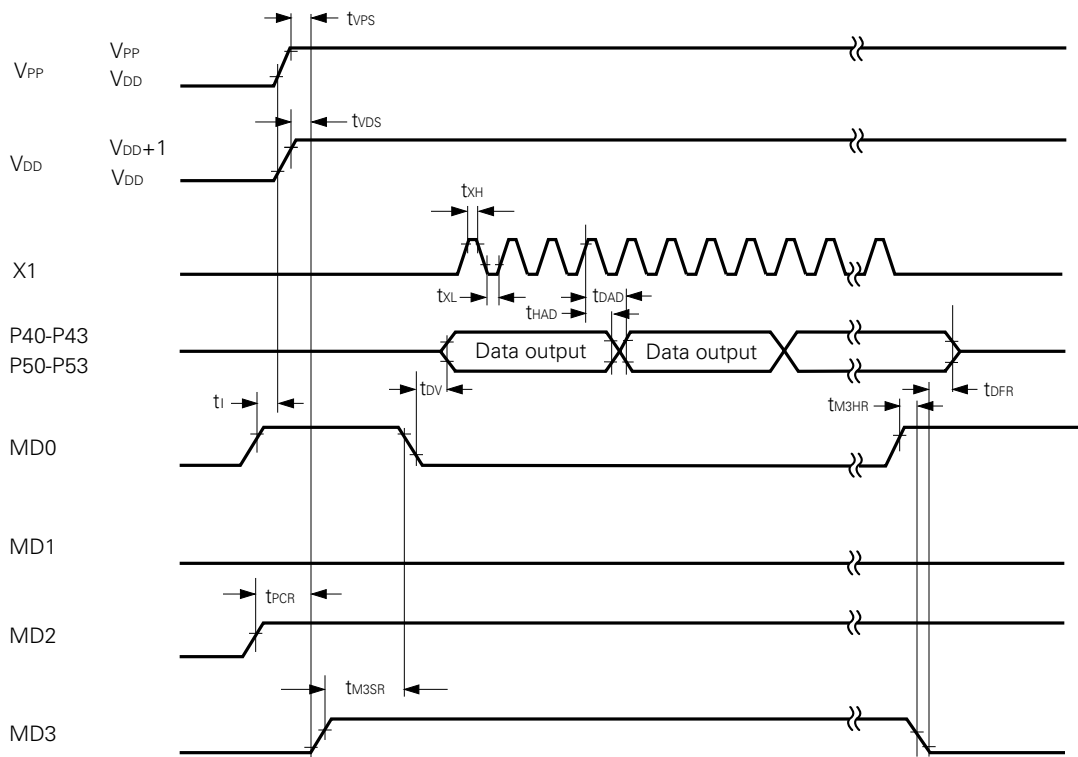 tVPS
VPP
VPP
VDD
tVDS
VDD
VDD+1
VDD
tXH
X1
tXL
tDAD
tHAD
P40-P43
P50-P53
Data output
Data output
tI
tDV
tM3HR
tDFR
MD0
MD1
tPCR
MD2
tM3SR
MD3